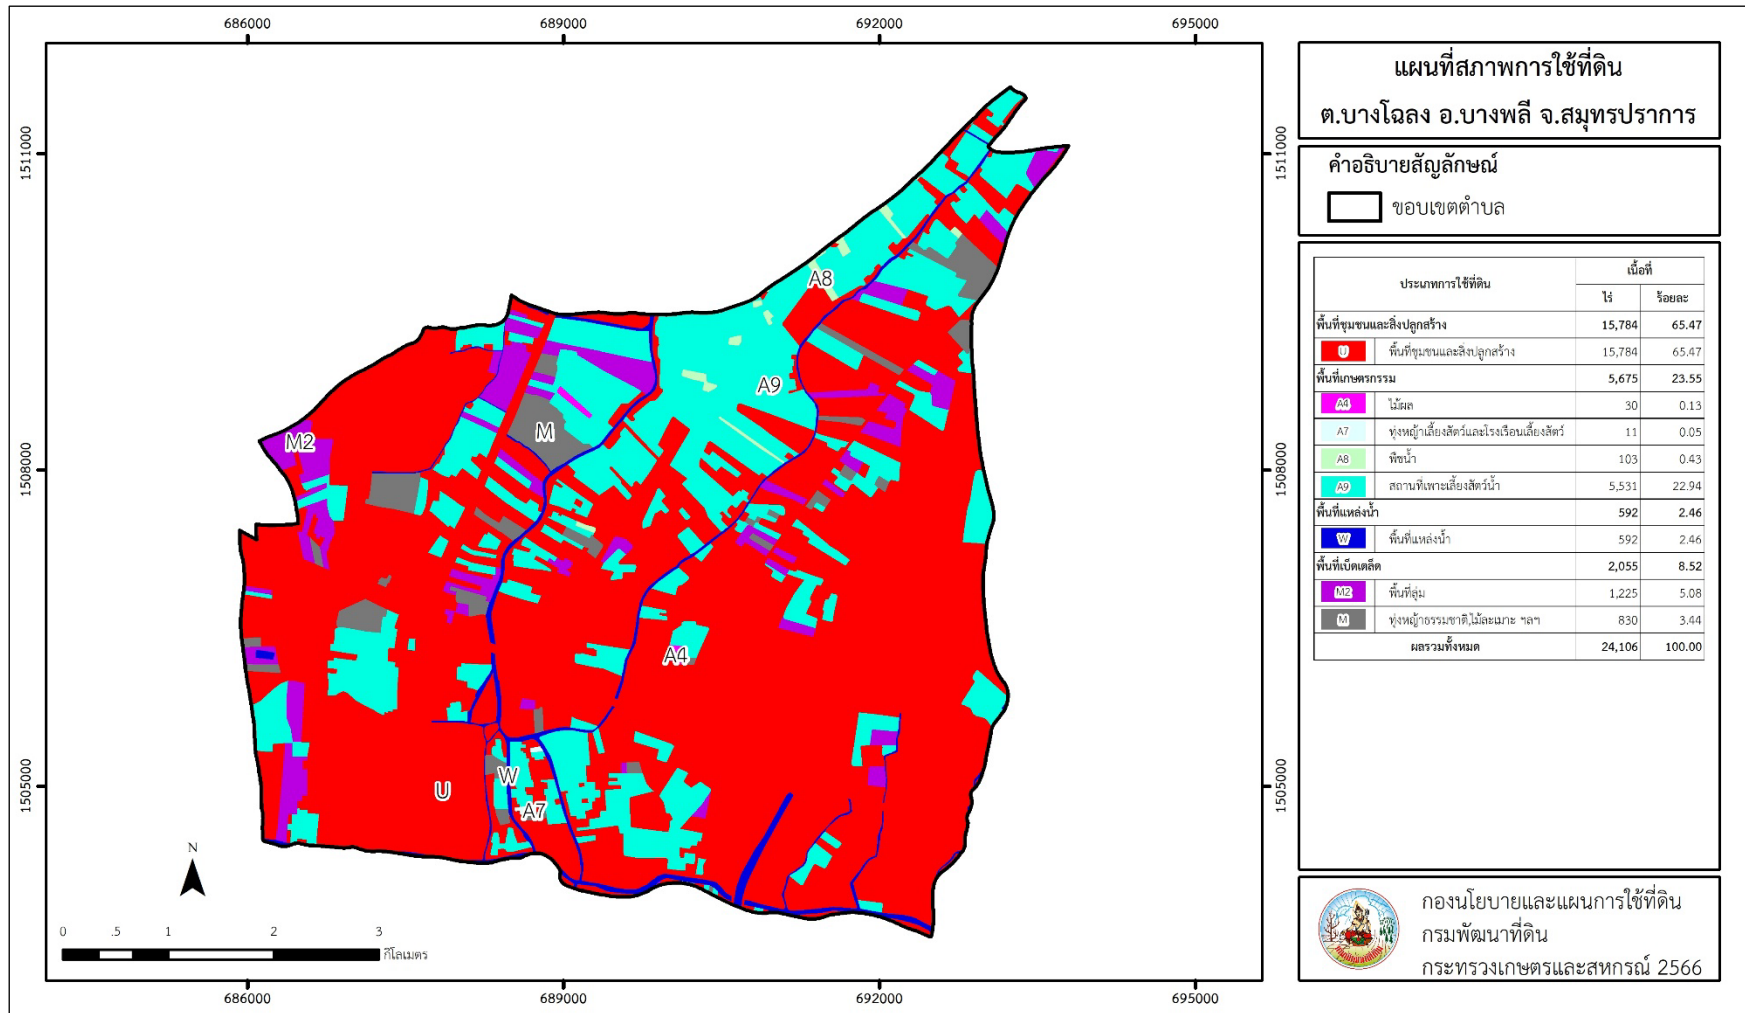 686000 689000 692000 695000
1511000
1508000
1505000
1511000
1508000
1505000
A8
A9
M2
M
A4
W
U
A7
N
0 .5 1 2 3
กิโลเมตร
686000 689000 692000 695000
แผนที่สภาพการใช้ที่ดิน
ต.บางโฉลง อ.บางพลี จ.สมุทรปราการ
คำอธิบายสัญลักษณ์
ขอบเขตตำบล
ประเภทการใช้ที่ดิน เนื้อที่
ไร่ ร้อยละ
พื้นที่ชุมชนและสิ่งปลูกสร้าง 15,784 65.47
U พื้นที่ชุมชนและสิ่งปลูกสร้าง 15,784 65.47
พื้นที่เกษตรกรรม 5,675 23.55
A4 ไม้ผล 30 0.13
A7 ทุ่งหญ้าเลี้ยงสัตว์และโรงเรือนเลี้ยงสัตว์ 11 0.05
A8 พืชน้ำ 103 0.43
A9 สถานที่เพาะเลี้ยงสัตว์น้ำ 5,531 22.94
พื้นที่แหล่งน้ำ 592 2.46
W พื้นที่แหล่งน้ำ 592 2.46
พื้นที่เบ็ดเตล็ด 2,055 8.52
M2 พื้นที่ลุ่ม 1,225 5.08
M ทุ่งหญ้าธรรมชาติ,ไม้ละเมาะ ฯลฯ 830 3.44
ผลรวมทั้งหมด 24,106 100.00
กองนโยบายและแผนการใช้ที่ดิน
กรมพัฒนาที่ดิน
กระทรวงเกษตรและสหกรณ์ 2566